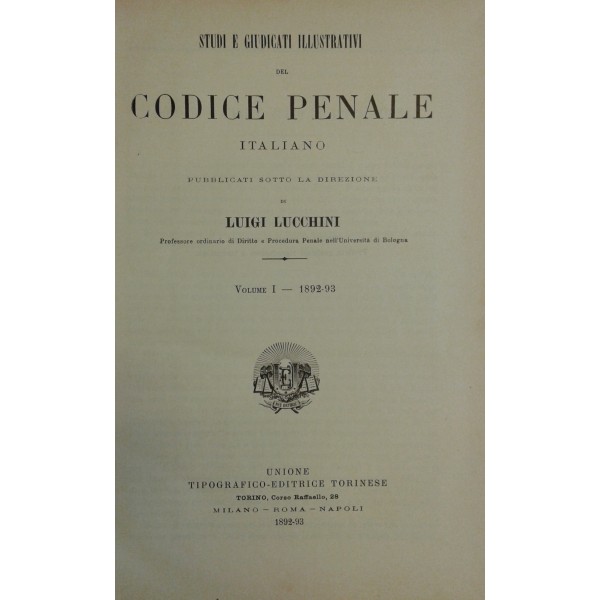 STUDI E GIUDICATI ILLUSTRATIVI
DEL
CODICE PENALE
ITALIANO
PUBBLICATI SOTTO LA DIREZIONE
DI
LUIGI LUCCHINI
Professore ordinario di Diritto e Procedura Penale nell'Università di Bologna
VOLUME I — 1892-93
UNIONE
TIPOGRAFICO-EDITRICE TORINESE
TORINO, Corso Raffaello, 28
MILANO — ROMA — NAPOLI
1892-93